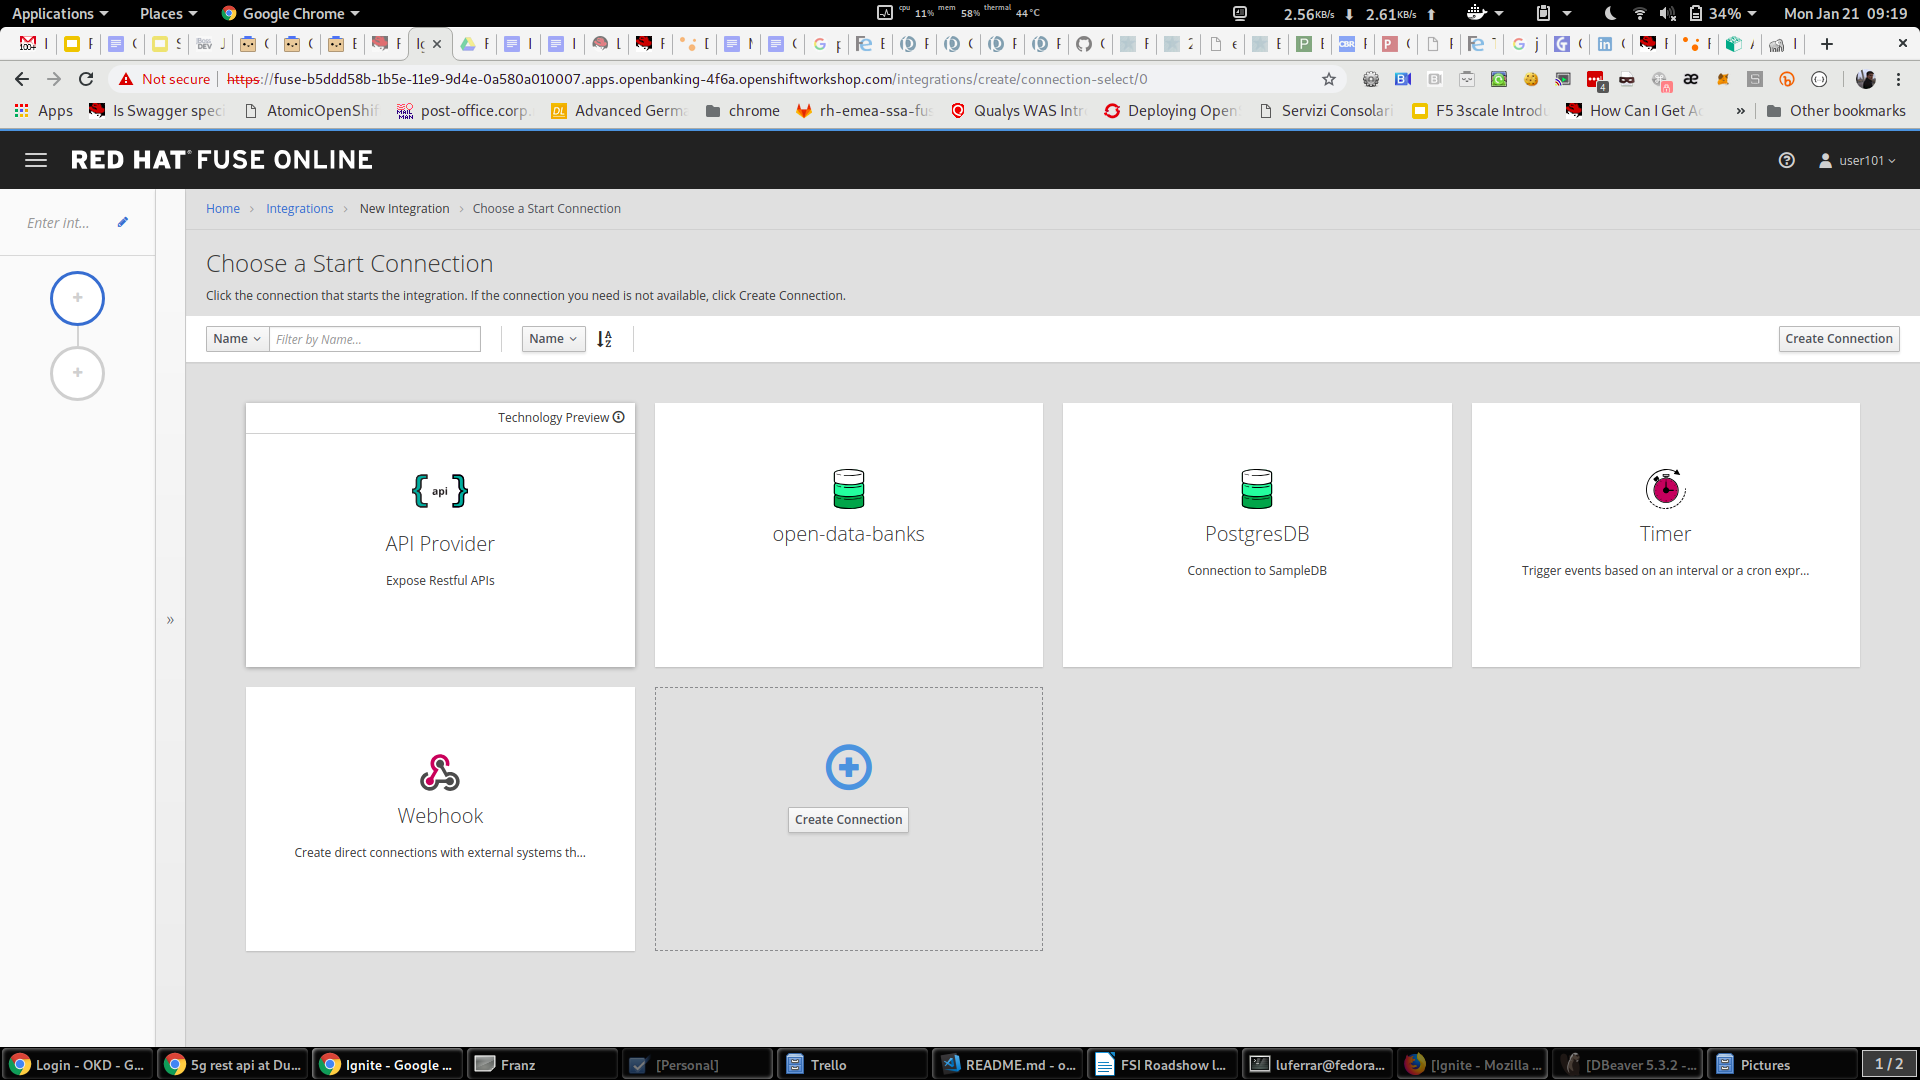 Applications Places Google Chrome cpu 11% mem 58% thermal 44°C 2.56KB/s 2.61KB/s 34% Mon Jan 21 09:19
Not secure https://fuse-b5ddd58b-1b5e-11e9-9d4e-0a580a010007.apps.openbanking-4f6a.openshiftworkshop.com/integrations/create/connection-select/0
Apps Is Swagger speci AtomicOpenShif post-office.corp. Advanced Germa chrome rh-emea-ssa-fus Qualys WAS Intr Deploying Open Servizi Consolari F5 3scale Introdu How Can I Get Ac » Other bookmarks
RED HAT FUSE ONLINE user101
Enter int...
Home Integrations New Integration Choose a Start Connection
Choose a Start Connection
Click the connection that starts the integration. If the connection you need is not available, click Create Connection.
Name Filter by Name... Name Create Connection
Technology Preview
api
API Provider
Expose Restful APIs
open-data-banks
PostgresDB
Connection to SampleDB
Timer
Trigger events based on an interval or a cron expr...
»
Webhook
Create direct connections with external systems th...
Create Connection
Login - OKD - G... 5g rest api at Du... Ignite - Google ... Franz [Personal] Trello README.md - o... FSI Roadshow l... luferrar@fedora... [Ignite - Mozilla ... [DBeaver 5.3.2 -... Pictures 1 / 2